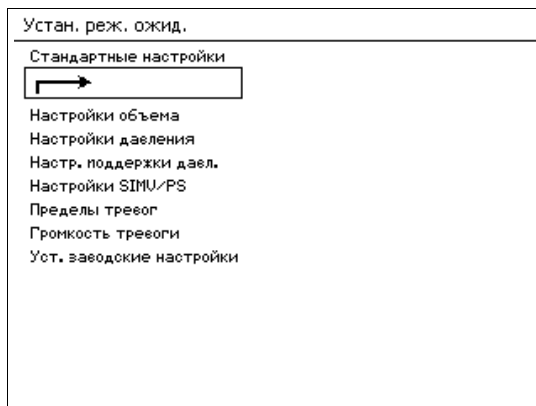 Устан. реж. ожид.
Стандартные настройки
Настройки объема
Настройки давления
Настр. поддержки давл.
Настройки SIMV/PS
Пределы тревог
Громкость тревоги
Уст. заводские настройки